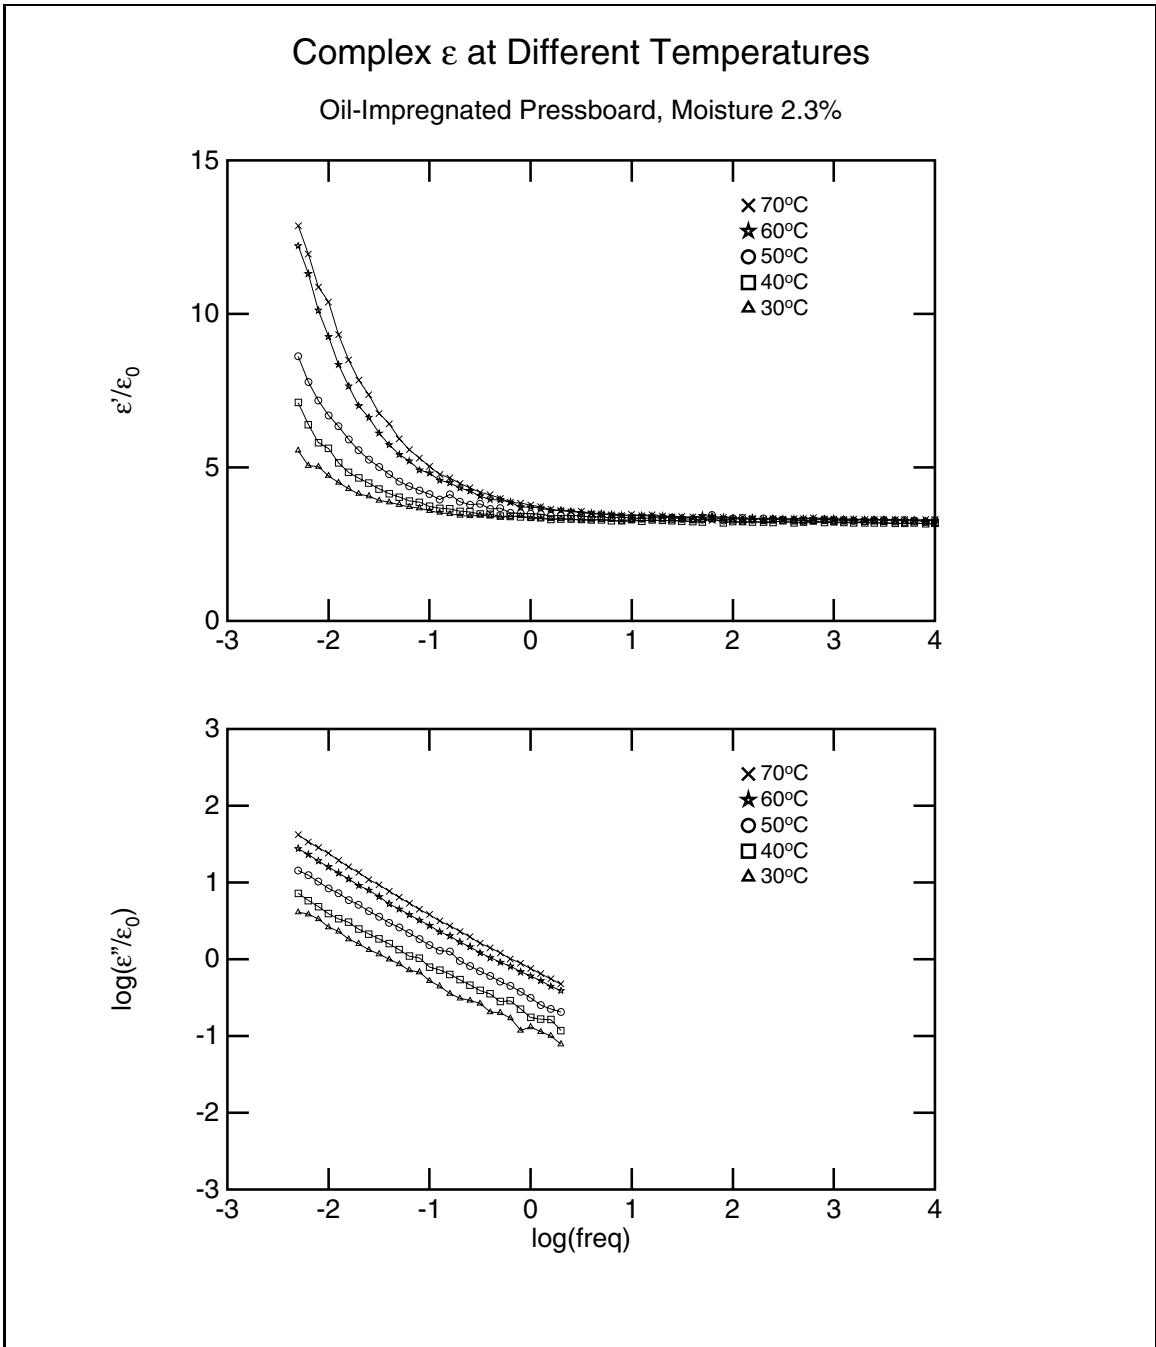 Complex ε at Different Temperatures
Oil-Impregnated Pressboard, Moisture 2.3%
15
10
5
0
ε'/ε0
70oC
60oC
50oC
40oC
30oC
-3 -2 -1 0 1 2 3 4
3
2
1
0
-1
-2
-3
log(ε"/ε0)
70oC
60oC
50oC
40oC
30oC
-3 -2 -1 0 1 2 3 4
log(freq)